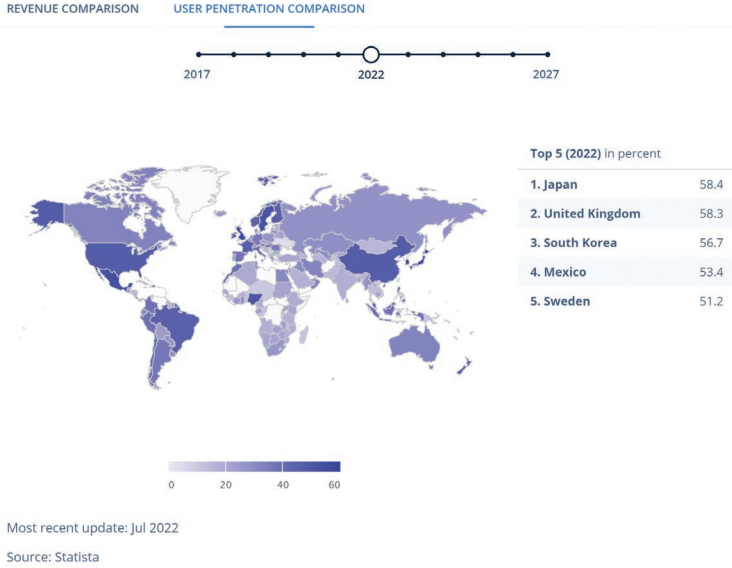 REVENUE COMPARISON USER PENETRATION COMPARISON
2017 2022 2027
Top 5 (2022) in percent
1. Japan 58.4
2. United Kingdom 58.3
3. South Korea 56.7
4. Mexico 53.4
5. Sweden 51.2
0 20 40 60
Most recent update: Jul 2022
Source: Statista